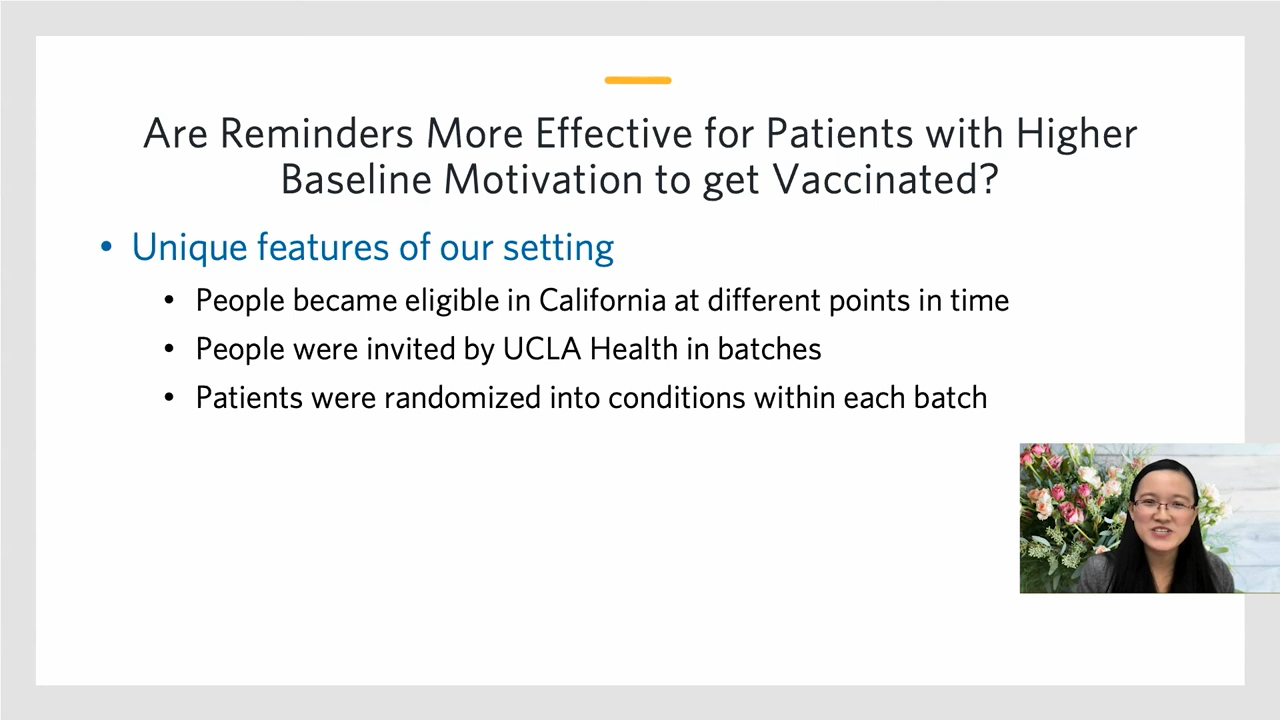 Are Reminders More Effective for Patients with Higher
Baseline Motivation to get Vaccinated?
• Unique features of our setting
• People became eligible in California at different points in time
• People were invited by UCLA Health in batches
• Patients were randomized into conditions within each batch